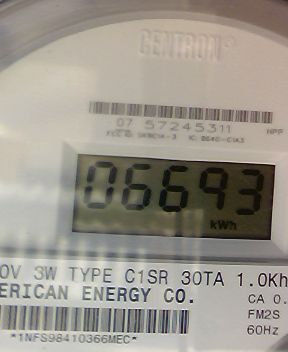 CENTRON®
07 57245311
HPP
06693
kWh
0V 3W TYPE C1SR 30TA 1.0Kh
ERICAN ENERGY CO.
CA 0.
FM2S
60Hz
*1NFS98410366MEC*